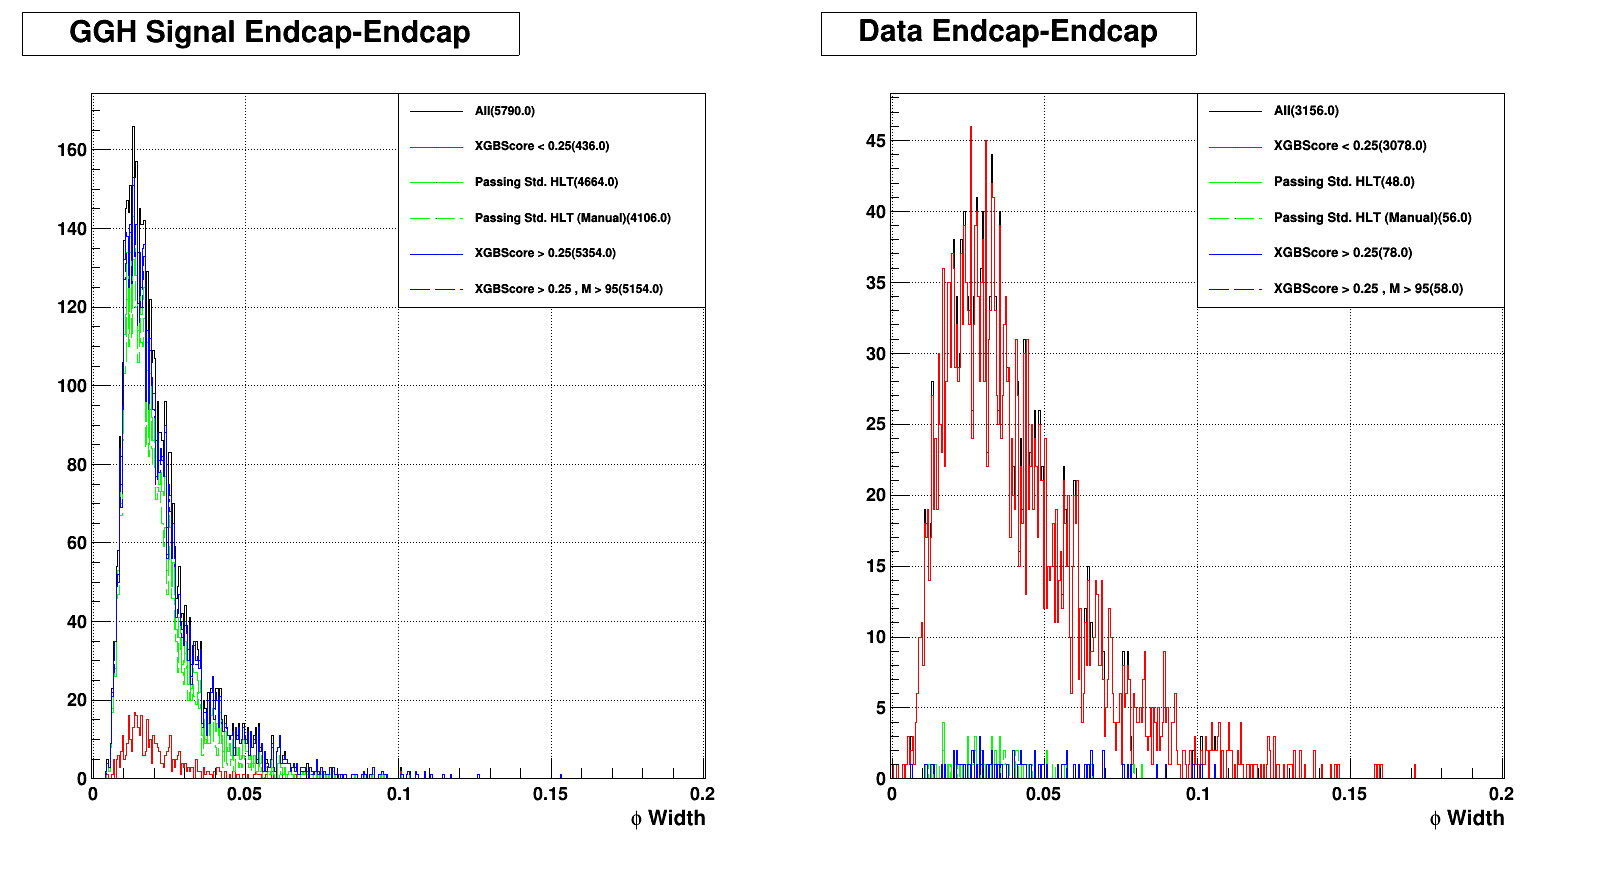 GGH Signal Endcap-Endcap
All(5790.0)
XGBScore < 0.25(436.0)
Passing Std. HLT(4664.0)
Passing Std. HLT (Manual)(4106.0)
XGBScore > 0.25(5354.0)
XGBScore > 0.25 , M > 95(5154.0)
160
140
120
100
80
60
40
20
0
0 0.05 0.1 0.15 0.2
ϕ Width
Data Endcap-Endcap
All(3156.0)
XGBScore < 0.25(3078.0)
Passing Std. HLT(48.0)
Passing Std. HLT (Manual)(56.0)
XGBScore > 0.25(78.0)
XGBScore > 0.25 , M > 95(58.0)
45
40
35
30
25
20
15
10
5
0
0 0.05 0.1 0.15 0.2
ϕ Width